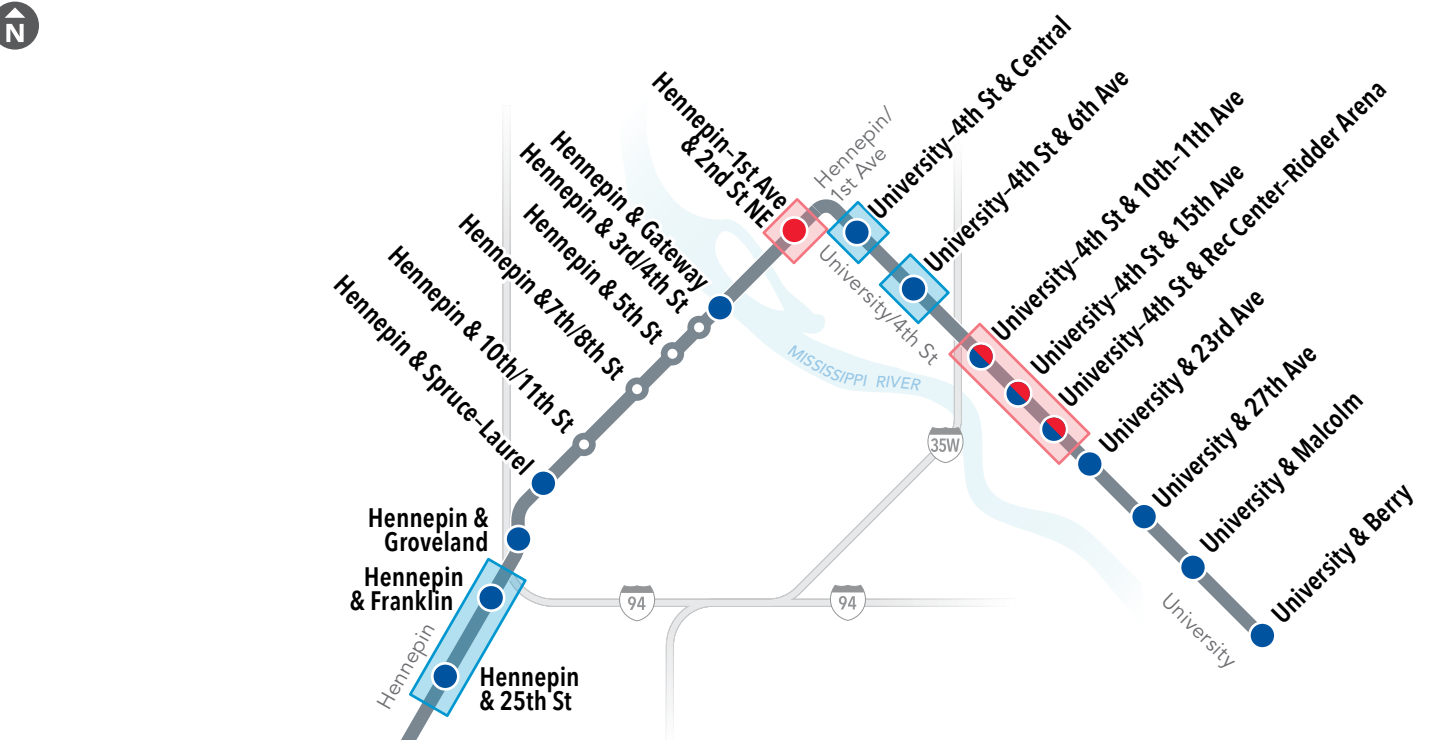 N
Hennepin–1st Ave
& 2nd St NE
Hennepin & Gateway
Hennepin & 3rd/4th St
Hennepin & 5th St
Hennepin &7th/8th St
Hennepin & 10th/11th St
Hennepin & Spruce–Laurel
Hennepin &
Groveland
Hennepin
& Franklin
Hennepin
& 25th St
Hennepin
Hennepin/
1st Ave
University–4th St & Central
University–4th St & 6th Ave
University–4th St & 10th–11th Ave
University–4th St & 15th Ave
University–4th St & Rec Center–Ridder Arena
University & 23rd Ave
University & 27th Ave
University & Malcolm
University & Berry
University/4th St
MISSISSIPPI RIVER
35W
94
94
University